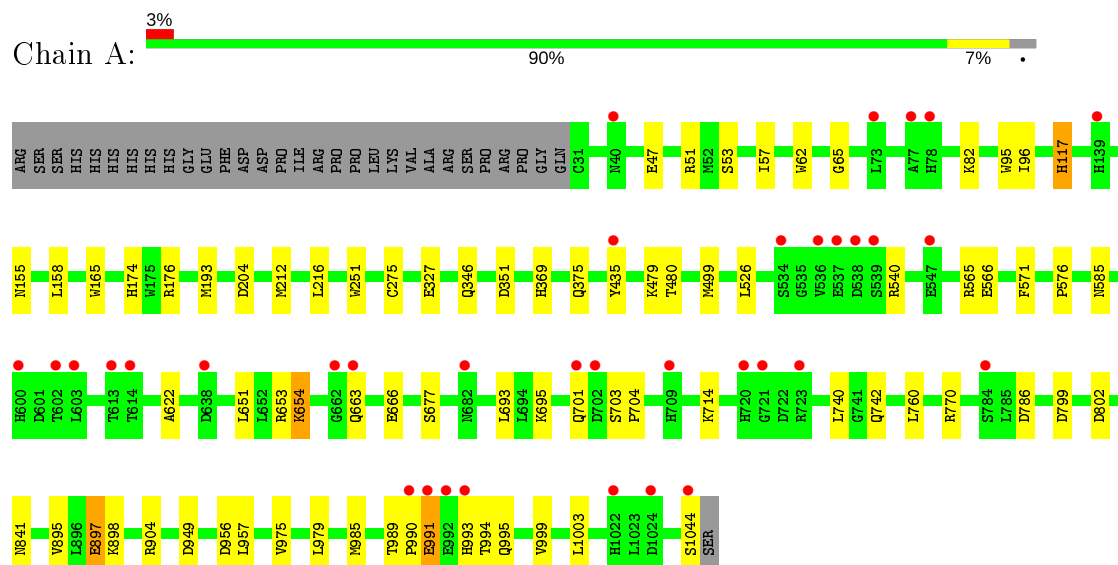 3%
Chain A:
90% 7% •
ARG SER SER HIS HIS HIS HIS HIS HIS GLY GLU PHE ASP ASP PRO ILE ARG PRO PRO LEU LYS VAL ALA ARG SER PRO ARG PRO GLY GLN C31 N40 E47 R51 M52 S53 I57 W62 G65 L73 A77 H78 K82 W95 I96 H117 H139
N155 L158 W165 H174 W175 R176 M193 D204 M212 L216 W251 C275 E327 Q346 D351 H369 Q375 Y435 K479 T480 M499 L526 S534 G535 V536 E537 D538 S539 R540 E547 R565 E566 F571 P576 N585
H600 D601 T602 L603 T613 T614 A622 D638 L651 L652 R653 K654 G662 Q663 E666 S677 N682 L693 L694 K695 Q701 D702 S703 P704 H709 K714 H720 G721 D722 R723 L740 G741 Q742 L760 R770 S784 L785 D786 D799 D802
N841 V895 L896 E897 K898 R904 D949 D956 L957 V975 L979 M985 T989 P990 E991 E992 H993 T994 Q995 V999 L1003 H1022 L1023 D1024 S1044 SER